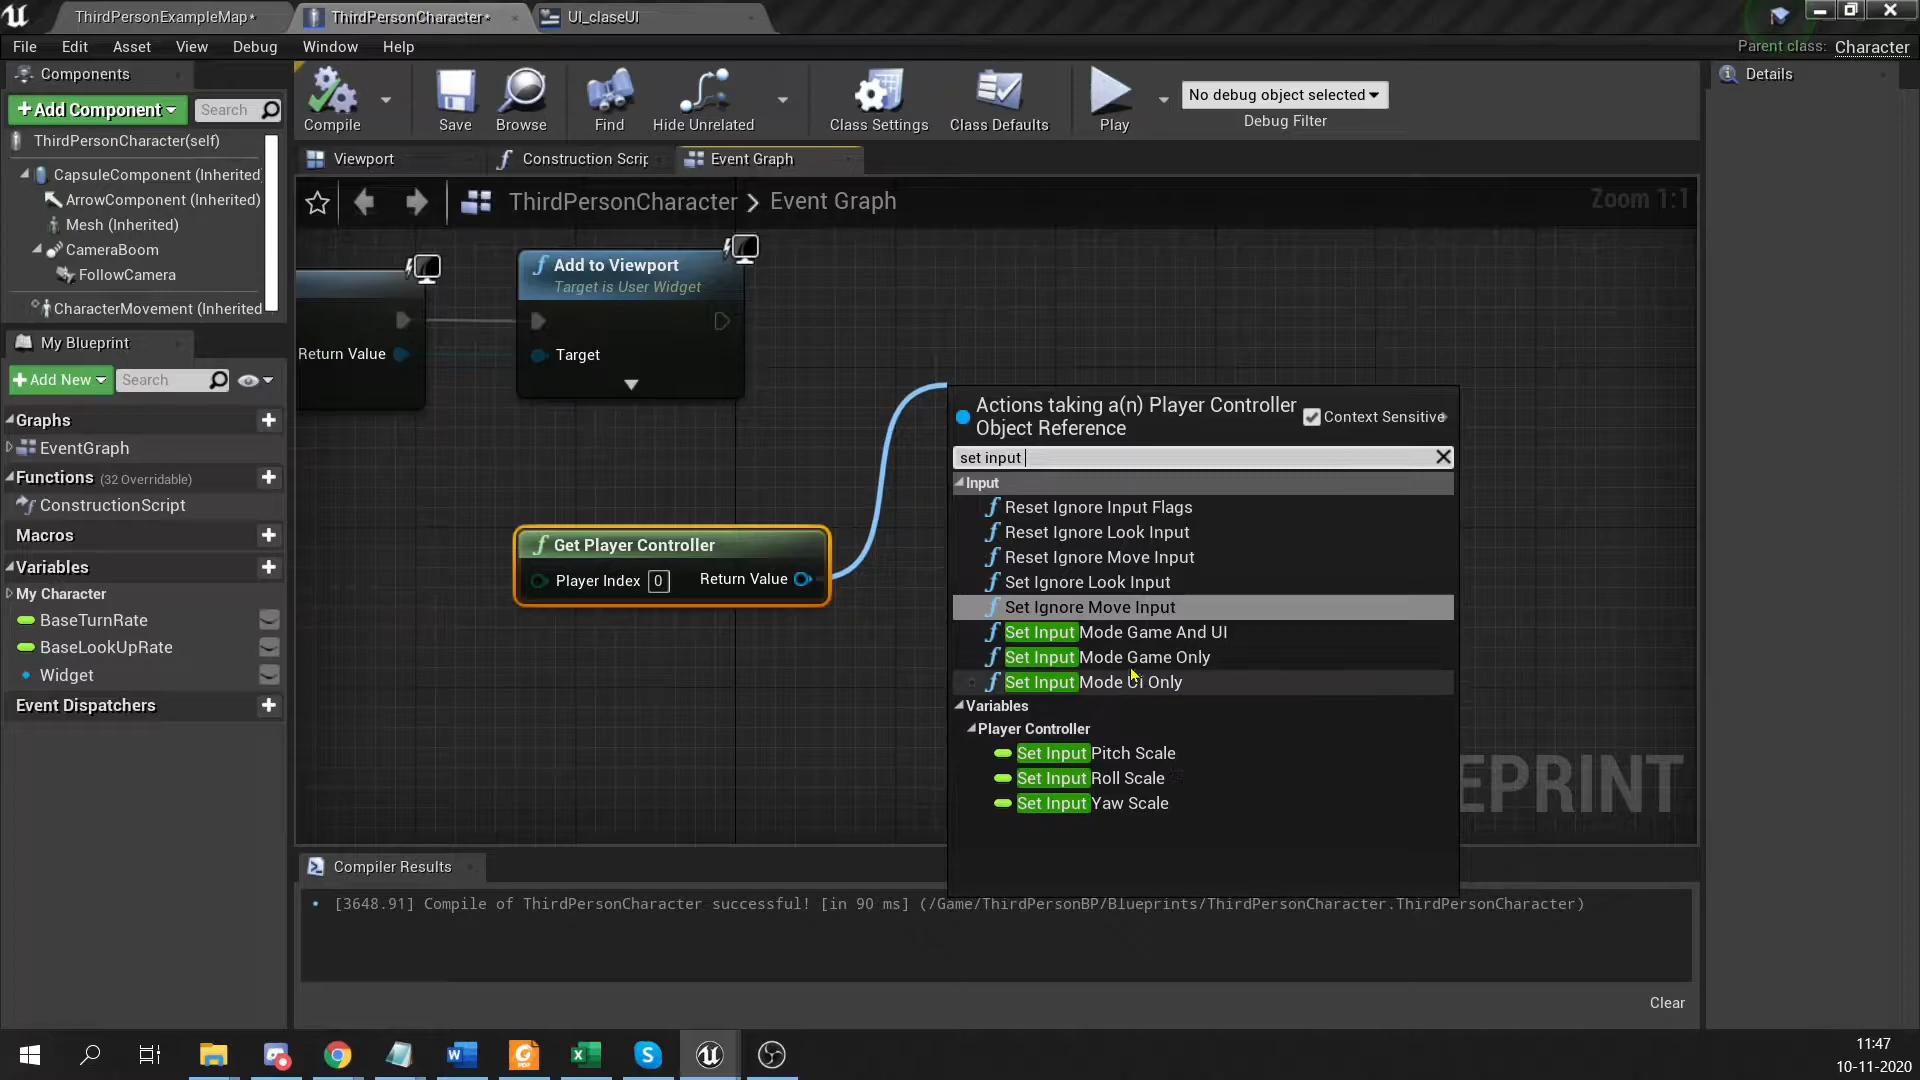 ThirdPersonExampleMap*
ThirdPersonCharacter*
UI_claseUI
File Edit Asset View Debug Window Help
Parent class: Character
Components
+Add Component
Search
ThirdPersonCharacter(self)
CapsuleComponent (Inherited)
ArrowComponent (Inherited)
Mesh (Inherited)
CameraBoom
FollowCamera
CharacterMovement (Inherited
Compile
Save
Browse
Find
Hide Unrelated
Class Settings
Class Defaults
Play
No debug object selected
Debug Filter
Details
Viewport
Construction Scrip
Event Graph
ThirdPersonCharacter > Event Graph
Zoom 1:1
My Blueprint
+Add New
Search
Graphs
EventGraph
Functions (32 Overridable)
ConstructionScript
Macros
Variables
My Character
BaseTurnRate
BaseLookUpRate
Widget
Event Dispatchers
Return Value
Add to Viewport
Target is User Widget
Target
Get Player Controller
Player Index 0
Return Value
Actions taking a(n) Player Controller
Object Reference
Context Sensitive
set input
Input
Reset Ignore Input Flags
Reset Ignore Look Input
Reset Ignore Move Input
Set Ignore Look Input
Set Ignore Move Input
Set Input Mode Game And UI
Set Input Mode Game Only
Set Input Mode UI Only
Variables
Player Controller
Set Input Pitch Scale
Set Input Roll Scale
Set Input Yaw Scale
EPRINT
Compiler Results
[3648.91] Compile of ThirdPersonCharacter successful! [in 90 ms] (/Game/ThirdPersonBP/Blueprints/ThirdPersonCharacter.ThirdPersonCharacter)
Clear
11:47
10-11-2020